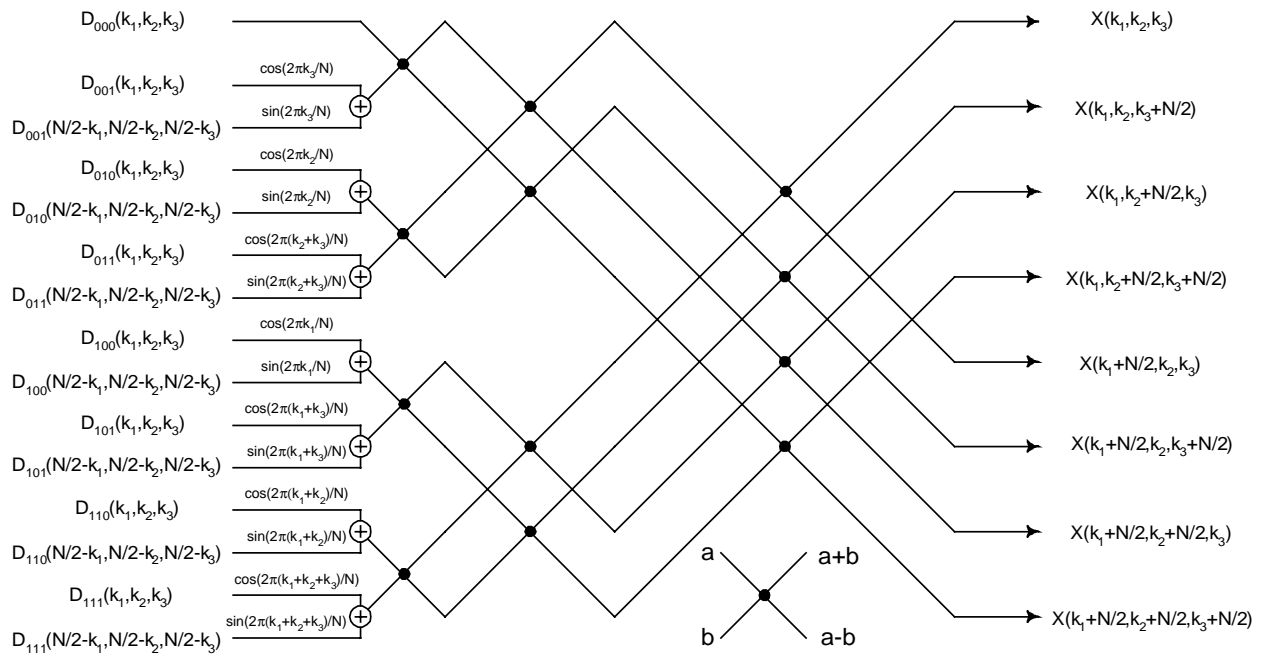 D₀₀₀(k₁,k₂,k₃)
X(k₁,k₂,k₃)
cos(2πk₃/N)
D₀₀₁(k₁,k₂,k₃)
sin(2πk₃/N)
X(k₁,k₂,k₃+N/2)
D₀₀₁(N/2-k₁,N/2-k₂,N/2-k₃)
cos(2πk₂/N)
D₀₁₀(k₁,k₂,k₃)
sin(2πk₂/N)
X(k₁,k₂+N/2,k₃)
D₀₁₀(N/2-k₁,N/2-k₂,N/2-k₃)
cos(2π(k₂+k₃)/N)
D₀₁₁(k₁,k₂,k₃)
sin(2π(k₂+k₃)/N)
X(k₁,k₂+N/2,k₃+N/2)
D₀₁₁(N/2-k₁,N/2-k₂,N/2-k₃)
cos(2πk₁/N)
D₁₀₀(k₁,k₂,k₃)
sin(2πk₁/N)
X(k₁+N/2,k₂,k₃)
D₁₀₀(N/2-k₁,N/2-k₂,N/2-k₃)
cos(2π(k₁+k₃)/N)
D₁₀₁(k₁,k₂,k₃)
sin(2π(k₁+k₃)/N)
X(k₁+N/2,k₂,k₃+N/2)
D₁₀₁(N/2-k₁,N/2-k₂,N/2-k₃)
cos(2π(k₁+k₂)/N)
D₁₁₀(k₁,k₂,k₃)
sin(2π(k₁+k₂)/N)
X(k₁+N/2,k₂+N/2,k₃)
D₁₁₀(N/2-k₁,N/2-k₂,N/2-k₃)
a
a+b
cos(2π(k₁+k₂+k₃)/N)
D₁₁₁(k₁,k₂,k₃)
sin(2π(k₁+k₂+k₃)/N)
X(k₁+N/2,k₂+N/2,k₃+N/2)
D₁₁₁(N/2-k₁,N/2-k₂,N/2-k₃)
b
a-b